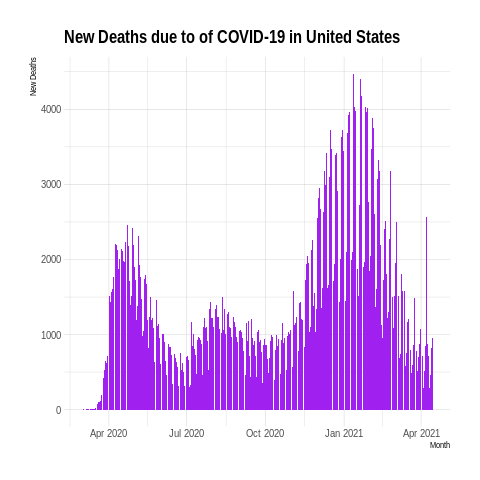 New Deaths due to of COVID-19 in United States
New Deaths
4000
3000
2000
1000
0
Apr 2020 Jul 2020 Oct 2020 Jan 2021 Apr 2021
Month